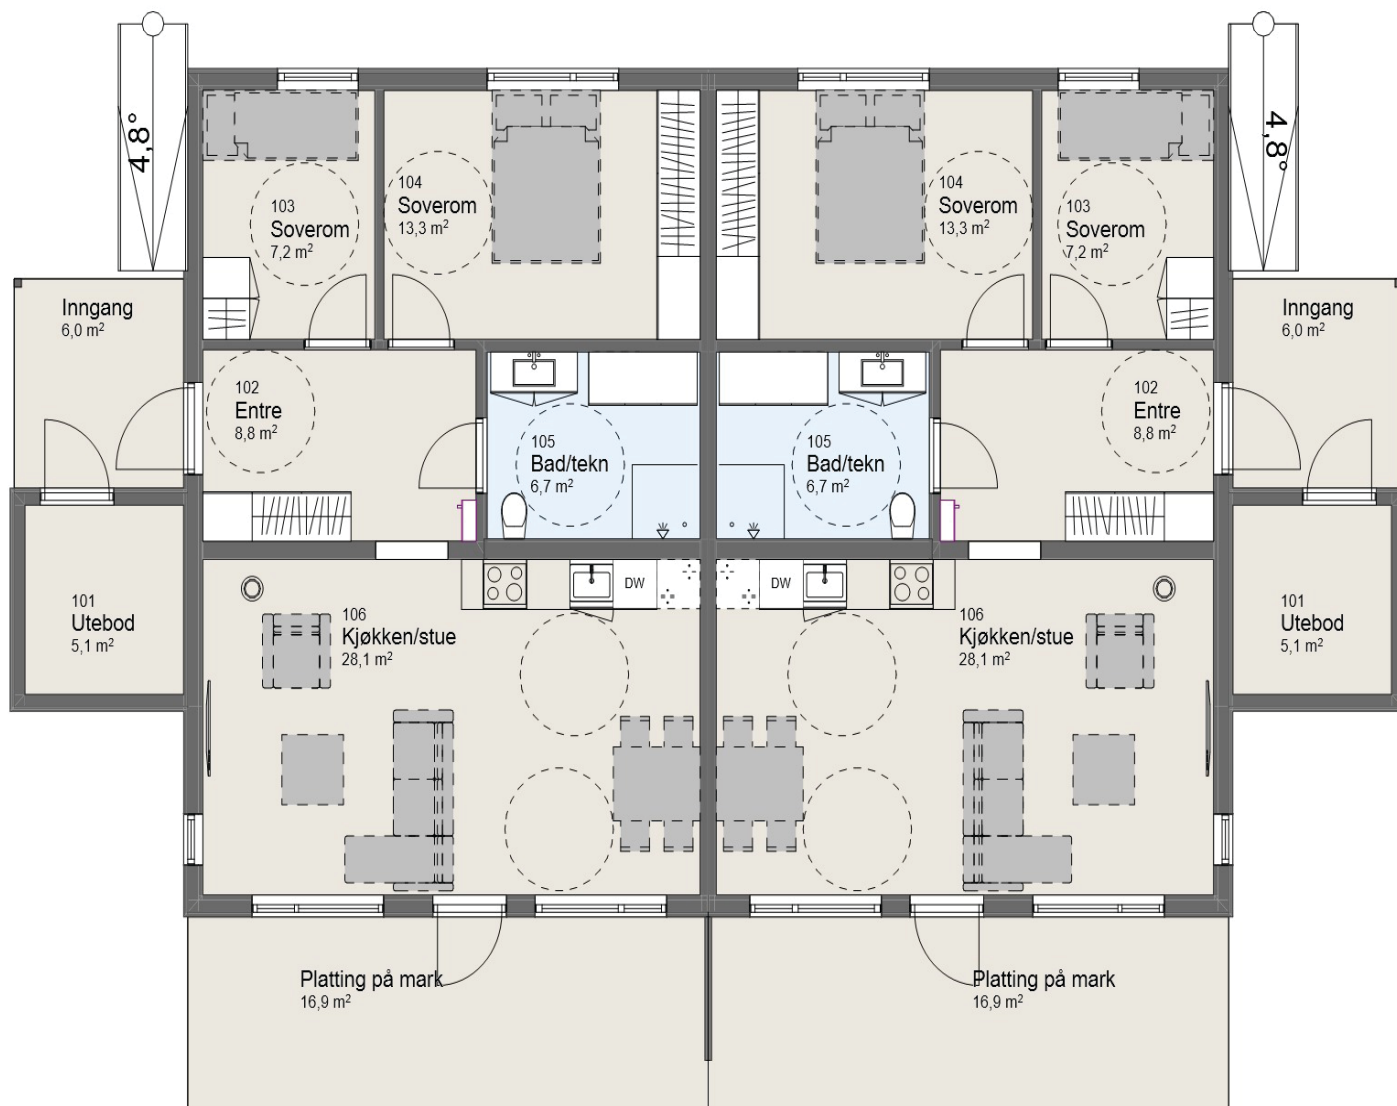 4,8°
4,8°
103
Soverom
7,2 m²
104
Soverom
13,3 m²
104
Soverom
13,3 m²
103
Soverom
7,2 m²
Inngang
6,0 m²
Inngang
6,0 m²
102
Entre
8,8 m²
105
Bad/tekn
6,7 m²
105
Bad/tekn
6,7 m²
102
Entre
8,8 m²
101
Utebod
5,1 m²
106
Kjøkken/stue
28,1 m²
DW
DW
106
Kjøkken/stue
28,1 m²
101
Utebod
5,1 m²
Platting på mark
16,9 m²
Platting på mark
16,9 m²